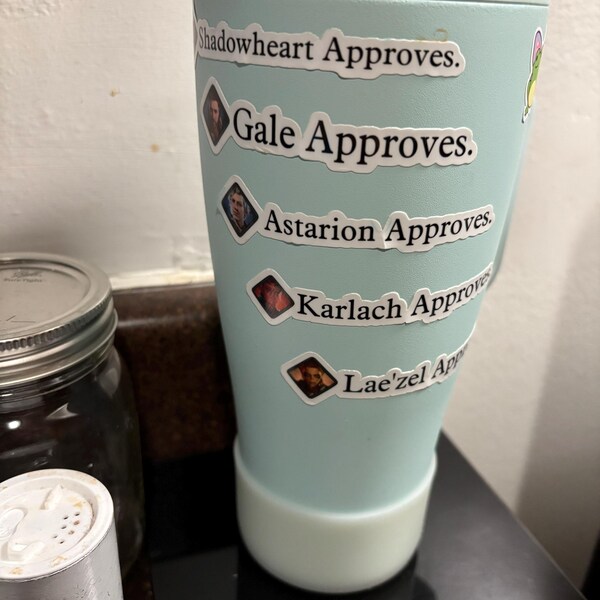 Shadowheart Approves.
Gale Approves.
Astarion Approves.
Karlach Approves
Lae'zel